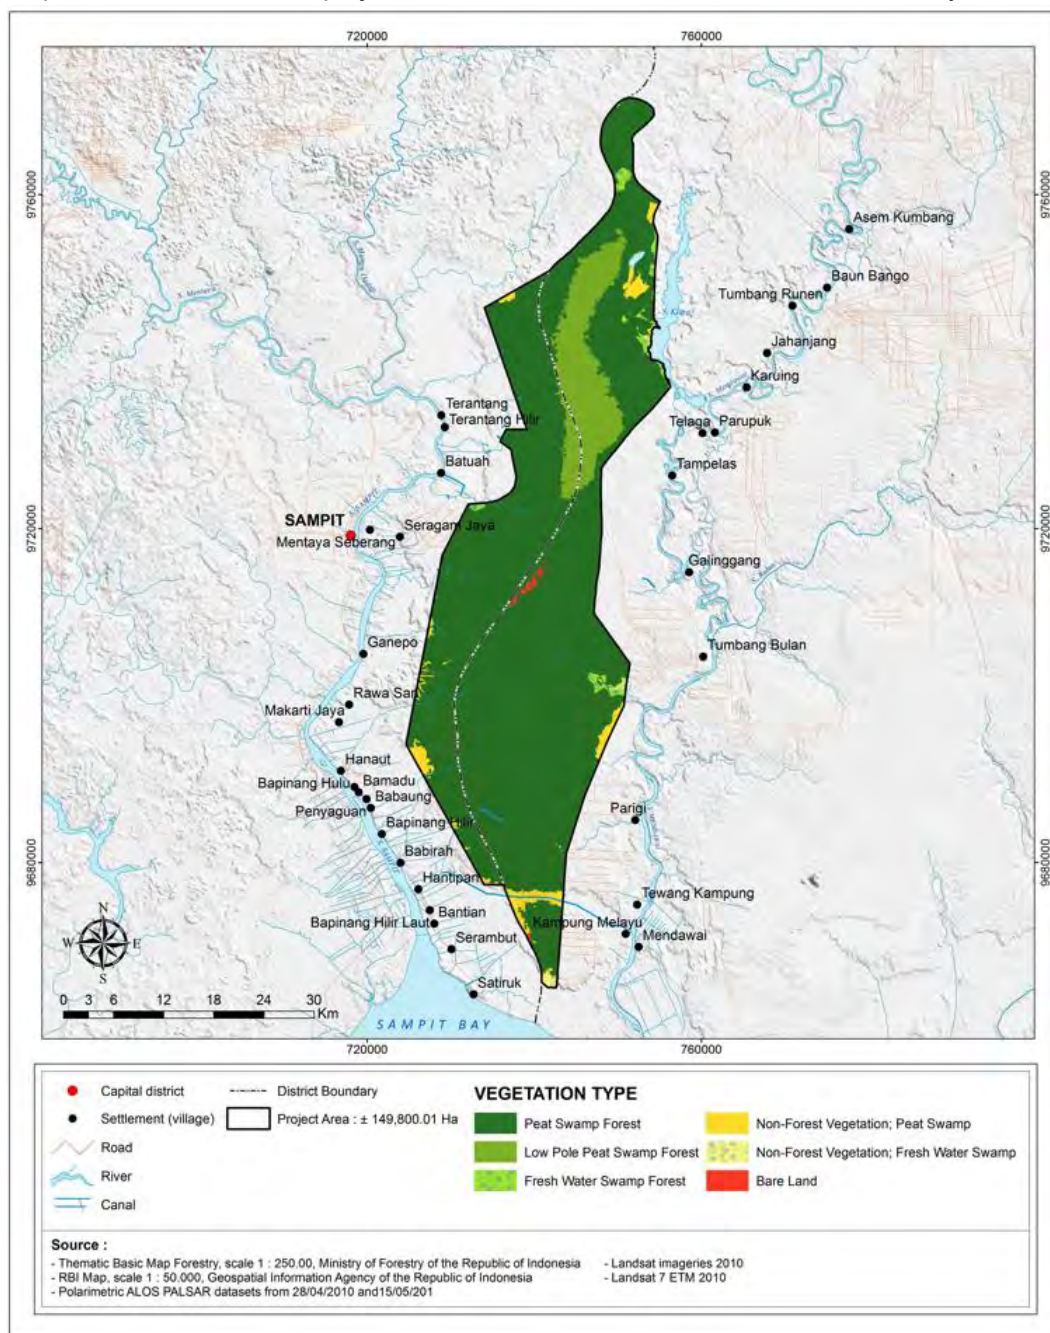 720000 760000
9760000 9760000
Asem Kumbang
Baun Bango
Tumbang Runen
Jahanjang
Karuing
Terantang
Terantang Hilir
Telaga Parupuk
Batuah
Tampelas
SAMPIT
Seragam Jaya
Mentaya Seberang
9720000 9720000
Galinggang
Ganepo
Tumbang Bulan
Rawa Sari
Makarti Jaya
Hanaut
Bapinang Hulu Bamadu
Babaung
Penyaguan
Bapinang Hilir
Parigi
Babirah
9680000 9680000
Hantipan
Tewang Kampung
Bantian
Bapinang Hilir Laut
Kampung Melayu
Mendawai
Serambut
Satiruk
N
W E
S
0 3 6 12 18 24 30
Km
SAMPIT BAY
720000 760000
Capital district
Settlement (village)
Road
River
Canal
District Boundary
Project Area : ± 149,800.01 Ha
VEGETATION TYPE
Peat Swamp Forest
Low Pole Peat Swamp Forest
Fresh Water Swamp Forest
Non-Forest Vegetation; Peat Swamp
Non-Forest Vegetation; Fresh Water Swamp
Bare Land
Source :
- Thematic Basic Map Forestry, scale 1 : 250.00, Ministry of Forestry of the Republic of Indonesia
- RBI Map, scale 1 : 50.000, Geospatial Information Agency of the Republic of Indonesia
- Polarimetric ALOS PALSAR datasets from 28/04/2010 and15/05/201
- Landsat imageries 2010
- Landsat 7 ETM 2010